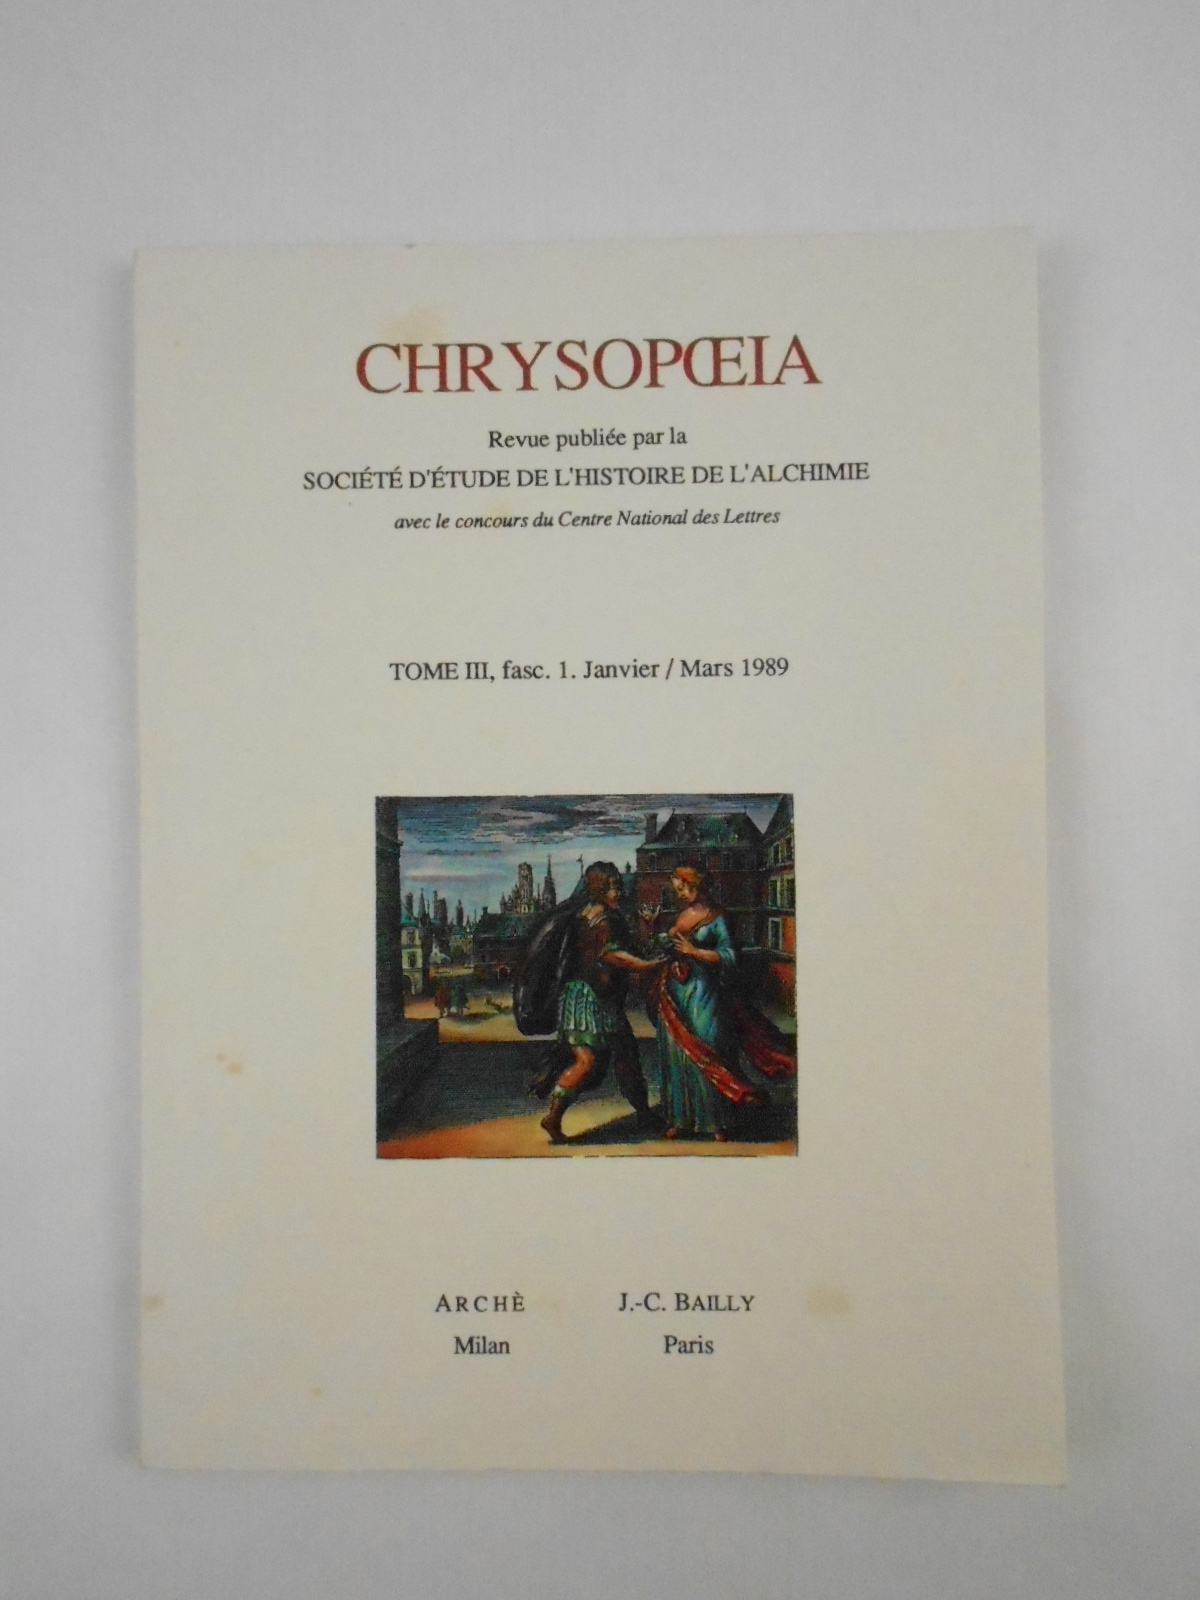 CHRYSOPŒIA
Revue publiée par la
SOCIÉTÉ D'ÉTUDE DE L'HISTOIRE DE L'ALCHIMIE
avec le concours du Centre National des Lettres
TOME III, fasc. 1. Janvier / Mars 1989
ARCHÈ J.-C. BAILLY
Milan Paris